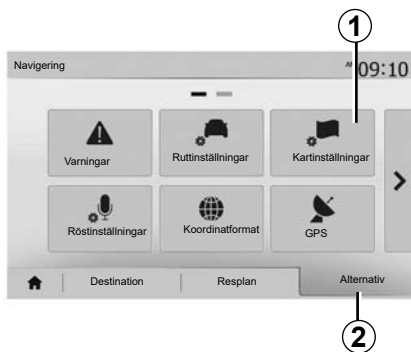 1
Navigering
09:10
Varningar
Ruttinställningar
Kartinställningar
Röstinställningar
Koordinatformat
GPS
Destination
Resplan
Alternativ
2